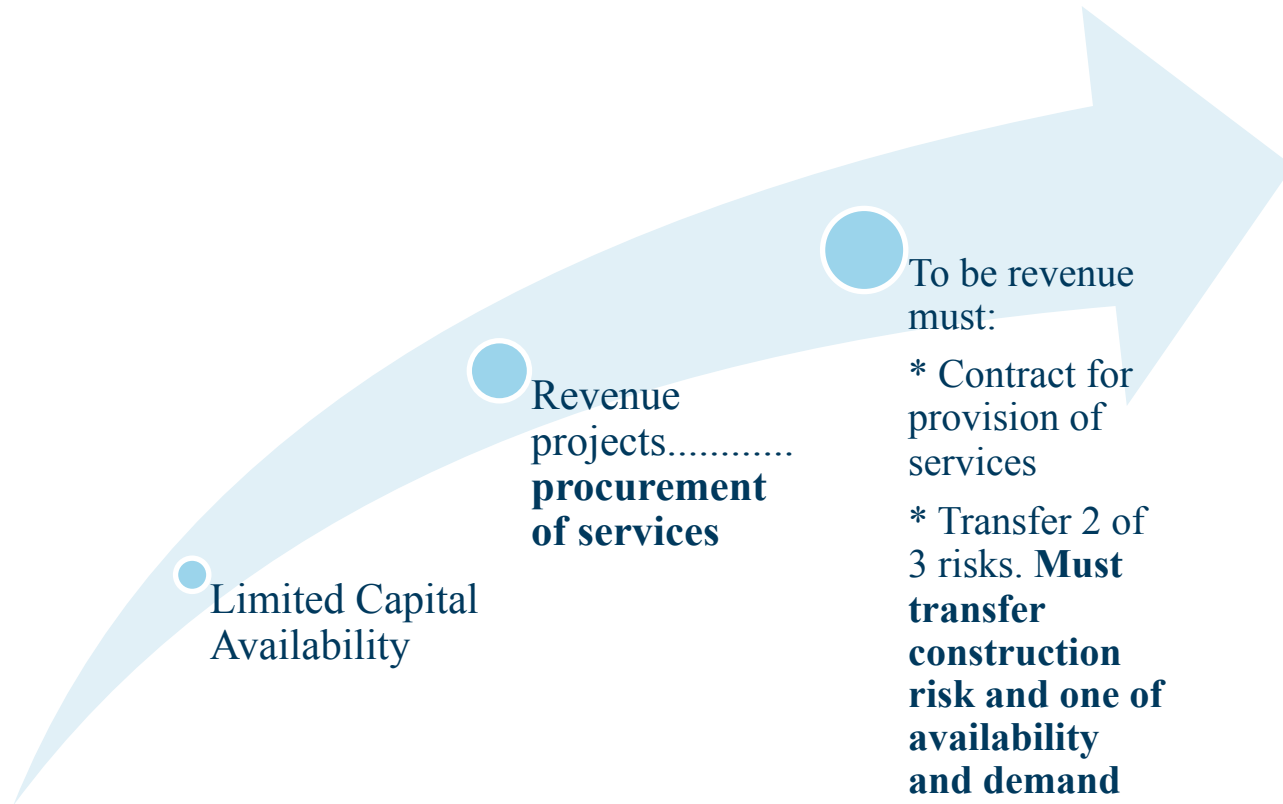 Limited Capital
Availability
Revenue
projects............
procurement
of services
To be revenue
must:
* Contract for
provision of
services
* Transfer 2 of
3 risks. Must
transfer
construction
risk and one of
availability
and demand